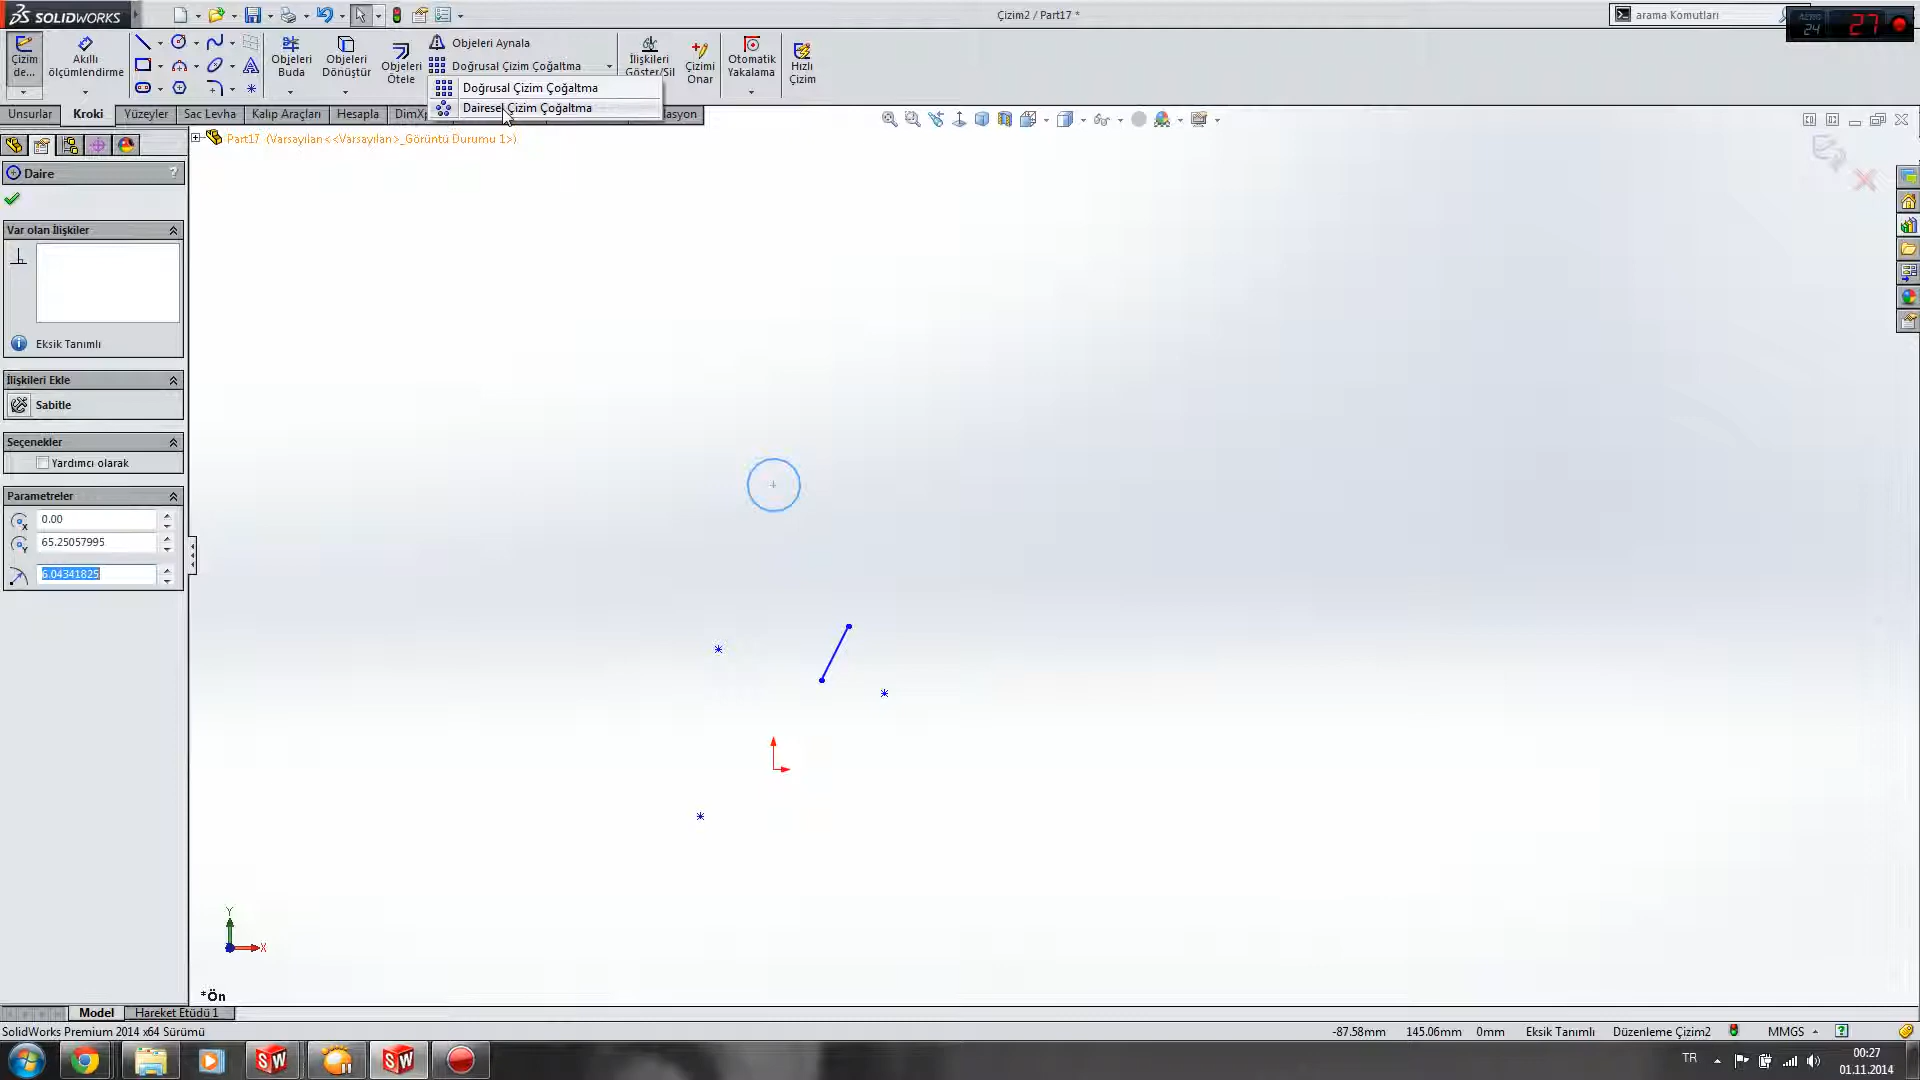 SOLIDWORKS
Çizim2 / Part17 *
arama Komutları
24
27
Çizim de...
Akıllı ölçümlendirme
Objeleri Buda
Objeleri Dönüştür
Objeleri Ötele
Objeleri Aynala
Doğrusal Çizim Çoğaltma
İlişkileri Göster/Sil
Çizimi Onar
Otomatik Yakalama
Hızlı Çizim
Doğrusal Çizim Çoğaltma
Dairesel Çizim Çoğaltma
Unsurlar
Kroki
Yüzeyler
Sac Levha
Kalıp Araçları
Hesapla
Part17 (Varsayılan<<Varsayılan>_Görüntü Durumu 1>)
Daire
?
Var olan İlişkiler
Eksik Tanımlı
İlişkileri Ekle
Sabitle
Seçenekler
Yardımcı olarak
Parametreler
0.00
65.25057995
6.04341825
Y
X
*Ön
Model
Hareket Etüdü 1
SolidWorks Premium 2014 x64 Sürümü
-87.58mm 145.06mm 0mm Eksik Tanımlı Düzenleme Çizim2 MMGS
TR
00:27
01.11.2014